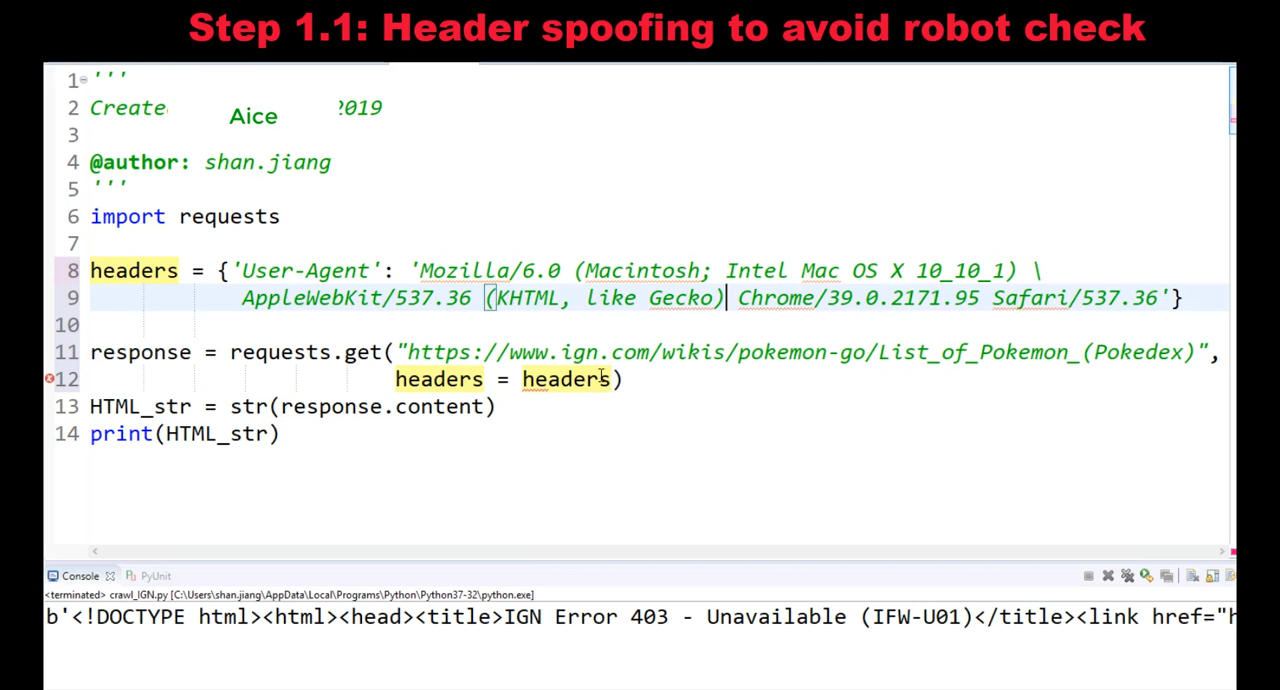 Step 1.1: Header spoofing to avoid robot check
1 '''
2 Create Aice 2019
3
4 @author: shan.jiang
5 '''
6 import requests
7
8 headers = {'User-Agent': 'Mozilla/6.0 (Macintosh; Intel Mac OS X 10_10_1) \
9 AppleWebKit/537.36 (KHTML, like Gecko) Chrome/39.0.2171.95 Safari/537.36'}
10
11 response = requests.get("https://www.ign.com/wikis/pokemon-go/List_of_Pokemon_(Pokedex)",
12 headers = headers)
13 HTML_str = str(response.content)
14 print(HTML_str)
Console PyUnit
<terminated> crawl_IGN.py [C:\Users\shan.jiang\AppData\Local\Programs\Python\Python37-32\python.exe]
b'<!DOCTYPE html><html><head><title>IGN Error 403 - Unavailable (IFW-U01)</title><link href="h